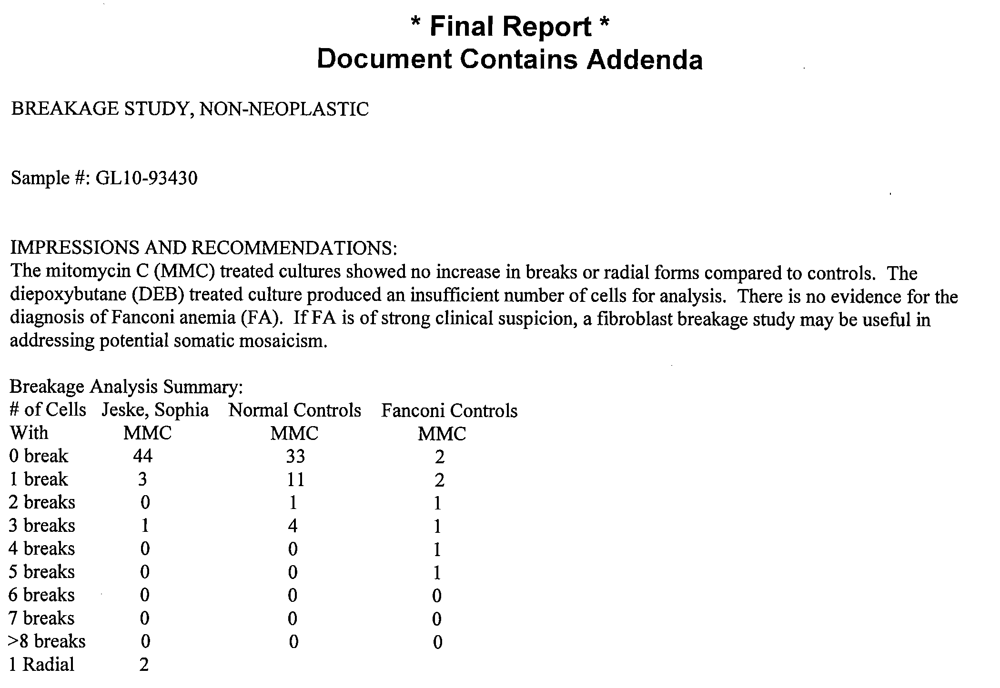 * Final Report *
Document Contains Addenda
BREAKAGE STUDY, NON-NEOPLASTIC
Sample #: GL10-93430
IMPRESSIONS AND RECOMMENDATIONS:
The mitomycin C (MMC) treated cultures showed no increase in breaks or radial forms compared to controls. The
diepoxybutane (DEB) treated culture produced an insufficient number of cells for analysis. There is no evidence for the
diagnosis of Fanconi anemia (FA). If FA is of strong clinical suspicion, a fibroblast breakage study may be useful in
addressing potential somatic mosaicism.
Breakage Analysis Summary:
# of Cells Jeske, Sophia Normal Controls Fanconi Controls
With MMC MMC MMC
0 break 44 33 2
1 break 3 11 2
2 breaks 0 1 1
3 breaks 1 4 1
4 breaks 0 0 1
5 breaks 0 0 1
6 breaks 0 0 0
7 breaks 0 0 0
>8 breaks 0 0 0
1 Radial 2